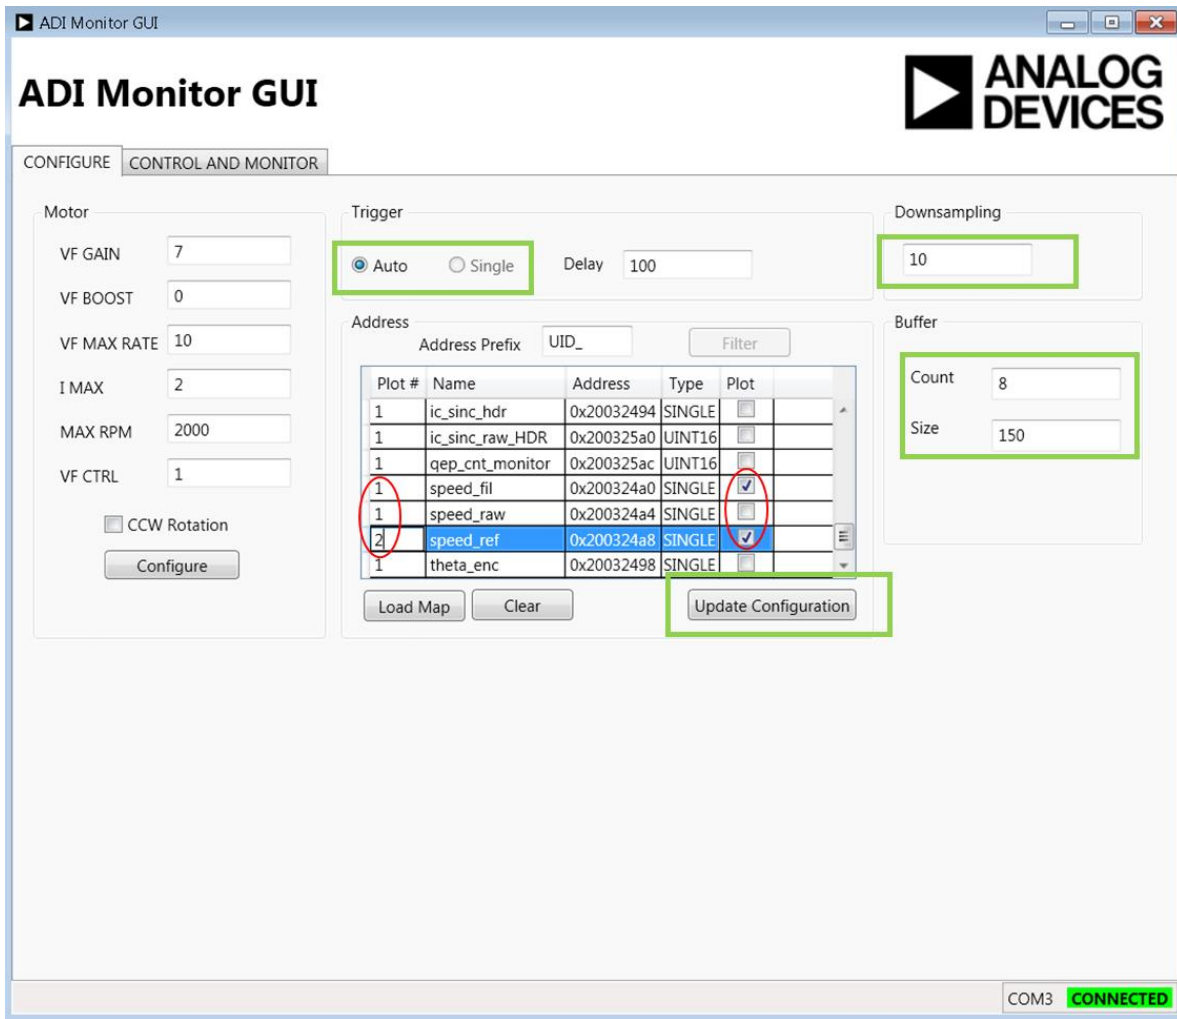 ADI Monitor GUI
ADI Monitor GUI
ANALOG
DEVICES
CONFIGURE CONTROL AND MONITOR
Motor
VF GAIN 7
VF BOOST 0
VF MAX RATE 10
I MAX 2
MAX RPM 2000
VF CTRL 1
CCW Rotation
Configure
Trigger
Auto Single Delay 100
Address
Address Prefix UID_ Filter
Plot # Name Address Type Plot
1 ic_sinc_hdr 0x20032494 SINGLE
1 ic_sinc_raw_HDR 0x200325a0 UINT16
1 qep_cnt_monitor 0x200325ac UINT16
1 speed_fil 0x200324a0 SINGLE
1 speed_raw 0x200324a4 SINGLE
2 speed_ref 0x200324a8 SINGLE
1 theta_enc 0x20032498 SINGLE
Load Map Clear Update Configuration
Downsampling
10
Buffer
Count 8
Size 150
COM3 CONNECTED